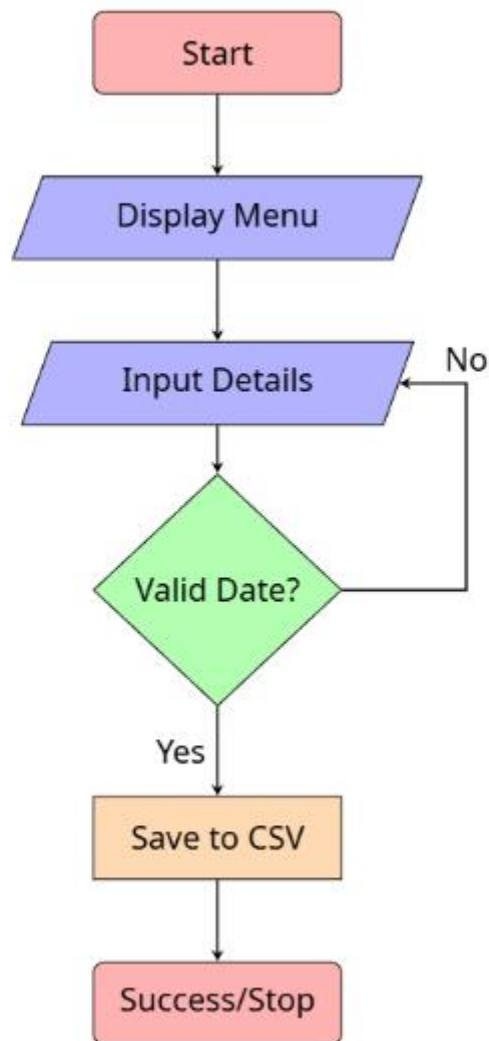 Start
Display Menu
Input Details
No
Valid Date?
Yes
Save to CSV
Success/Stop